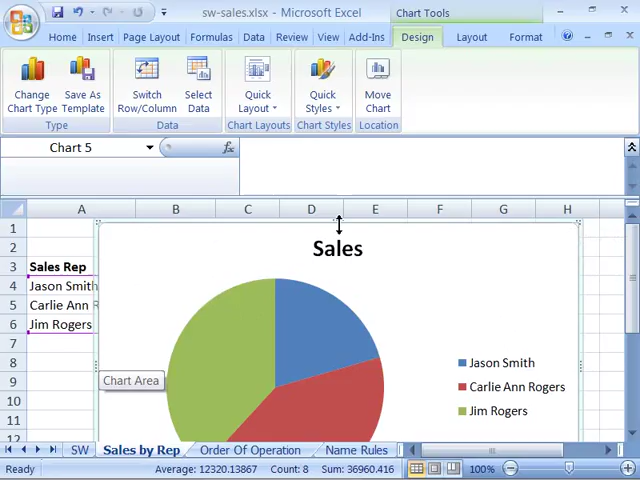 sw-sales.xlsx - Microsoft Excel
Chart Tools
Home Insert Page Layout Formulas Data Review View Add-Ins Design Layout Format
Change Chart Type
Save As Template
Switch Row/Column
Select Data
Quick Layout
Quick Styles
Move Chart
Type Data Chart Layouts Chart Styles Location
Chart 5 fx
A B C D E F G H
1
2 Sales
3 Sales Rep
4 Jason Smith
5 Carlie Ann R
6 Jim Rogers
7
8 Jason Smith
9 Chart Area Carlie Ann Rogers
10 Jim Rogers
11
12
SW Sales by Rep Order Of Operation Name Rules
Ready Average: 12320.13867 Count: 8 Sum: 36960.416 100%